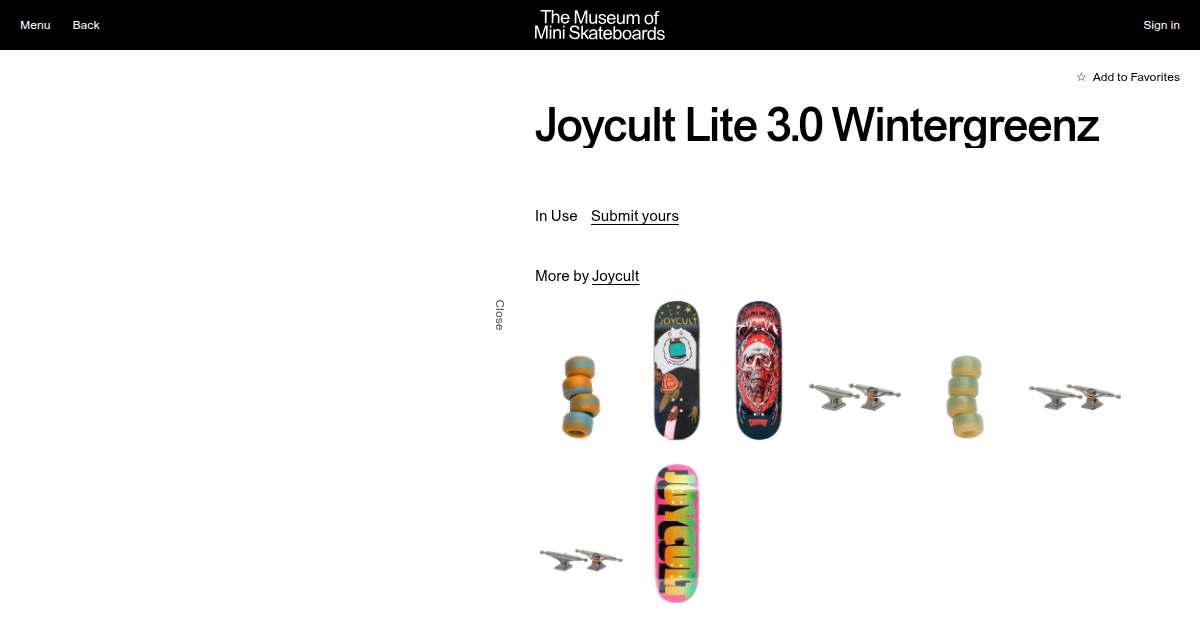 Menu Back
The Museum of
Mini Skateboards
Sign in
☆ Add to Favorites
Joycult Lite 3.0 Wintergreenz
In Use Submit yours
More by Joycult
Close
JOYCULT
JOYCULT